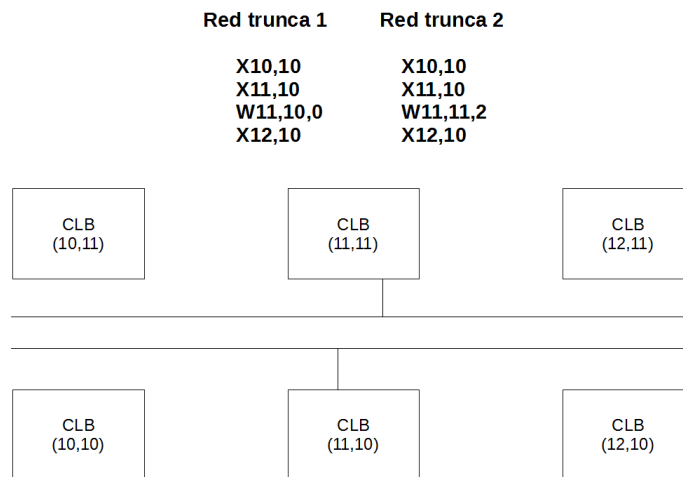 Red trunca 1 Red trunca 2
X10,10 X10,10
X11,10 X11,10
W11,10,0 W11,11,2
X12,10 X12,10
CLB CLB CLB
(10,11) (11,11) (12,11)
CLB CLB CLB
(10,10) (11,10) (12,10)